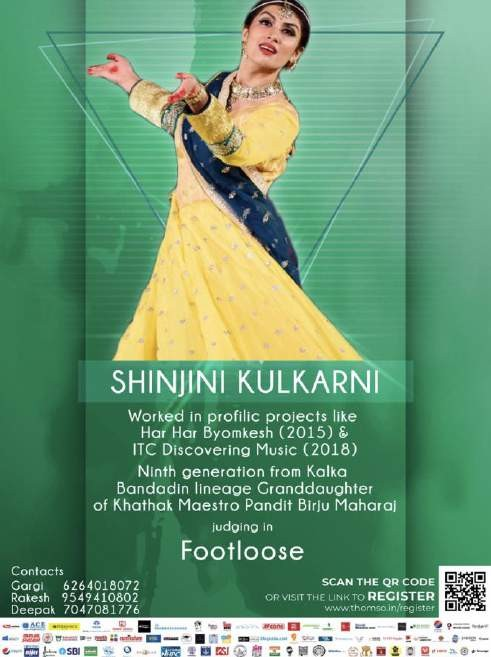 SHINJINI KULKARNI
Worked in profilic projects like
Har Har Byomkesh (2015) &
ITC Discovering Music (2018)
Ninth generation from Kalka
Bandadin lineage Granddaughter
of Khathak Maestro Pandit Birju Maharaj
judging in
Footloose
Contacts
Gargi 6264018072
Rakesh 9549410802
Deepak 7047081776
SCAN THE QR CODE
OR VISIT THE LINK TO REGISTER
www.thomso.in/register
ACE
SBI